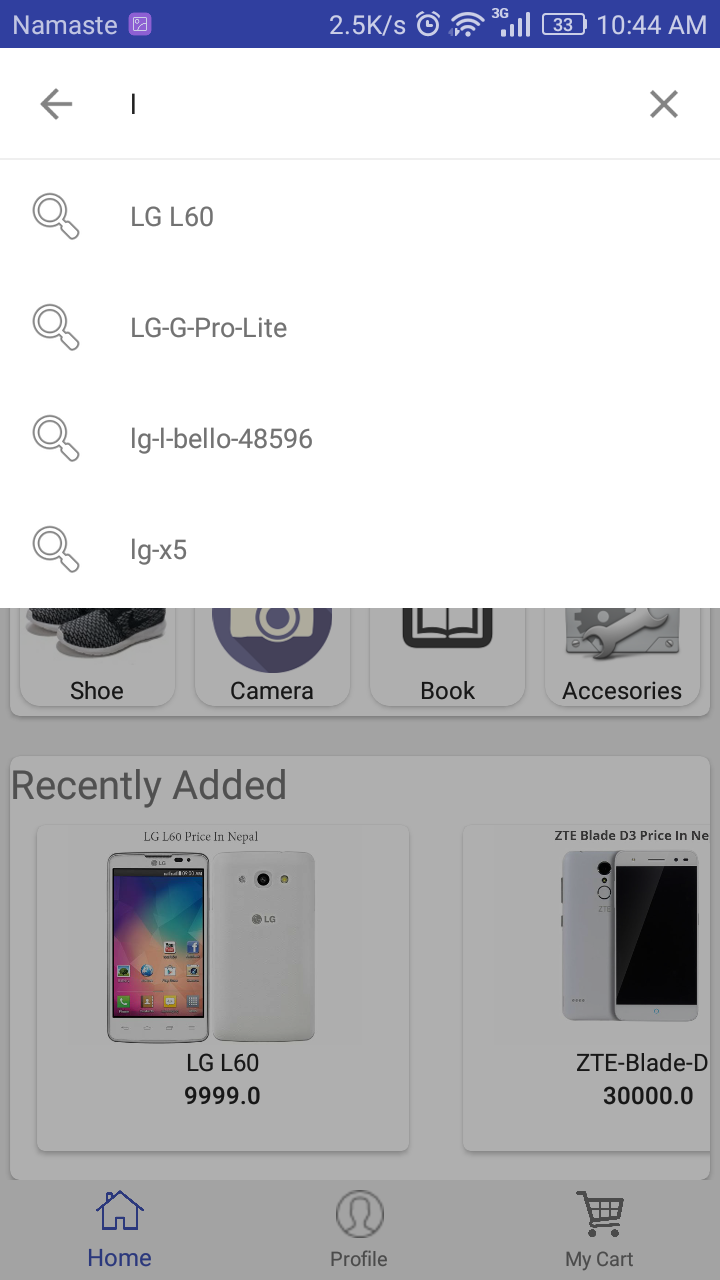 Namaste 2.5K/s 3G 33 10:44 AM
l
LG L60
LG-G-Pro-Lite
lg-l-bello-48596
lg-x5
Shoe Camera Book Accesories
Recently Added
LG L60 Price In Nepal
ZTE Blade D3 Price In Ne
LG
LG
ZTE
LG L60
9999.0
ZTE-Blade-D
30000.0
Home Profile My Cart